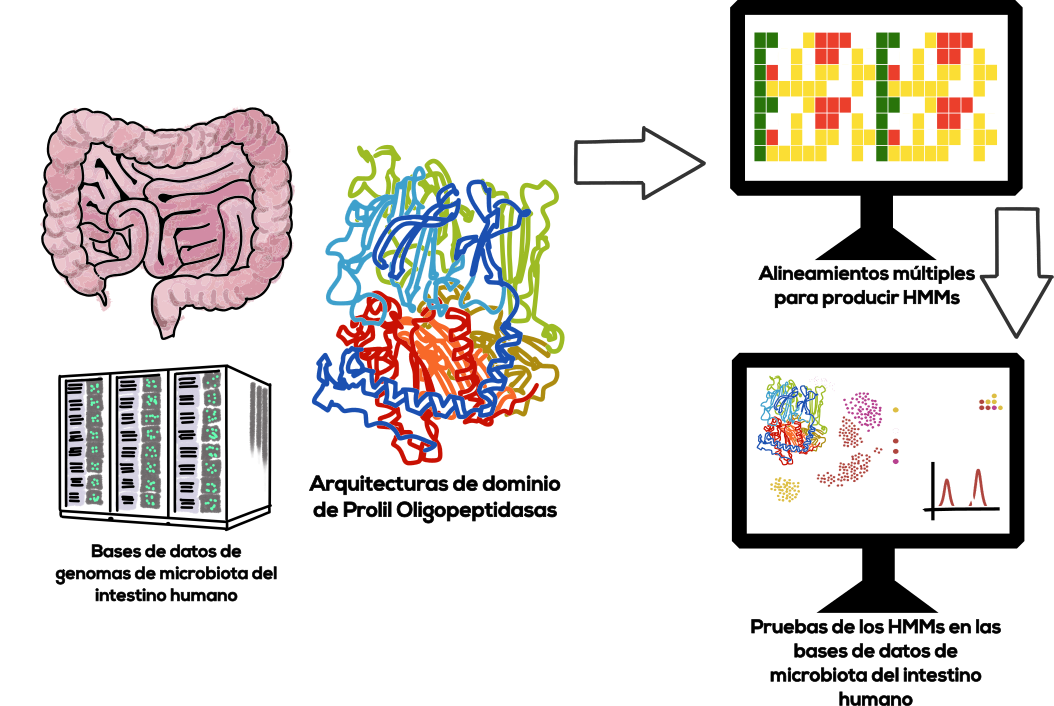 Bases de datos de
genomas de microbiota del
intestino humano
Arquitecturas de dominio
de Prolil Oligopeptidasas
Alineamientos múltiples
para producir HMMs
Pruebas de los HMMs en las
bases de datos de
microbiota del intestino
humano